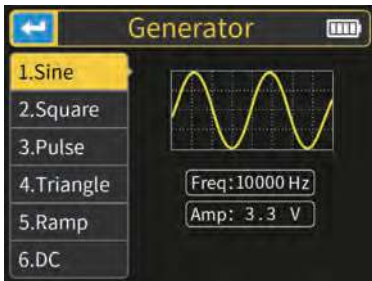 Generator
1.Sine
2.Square
3.Pulse
4.Triangle
5.Ramp
6.DC
Freq:10000 Hz
Amp: 3.3 V